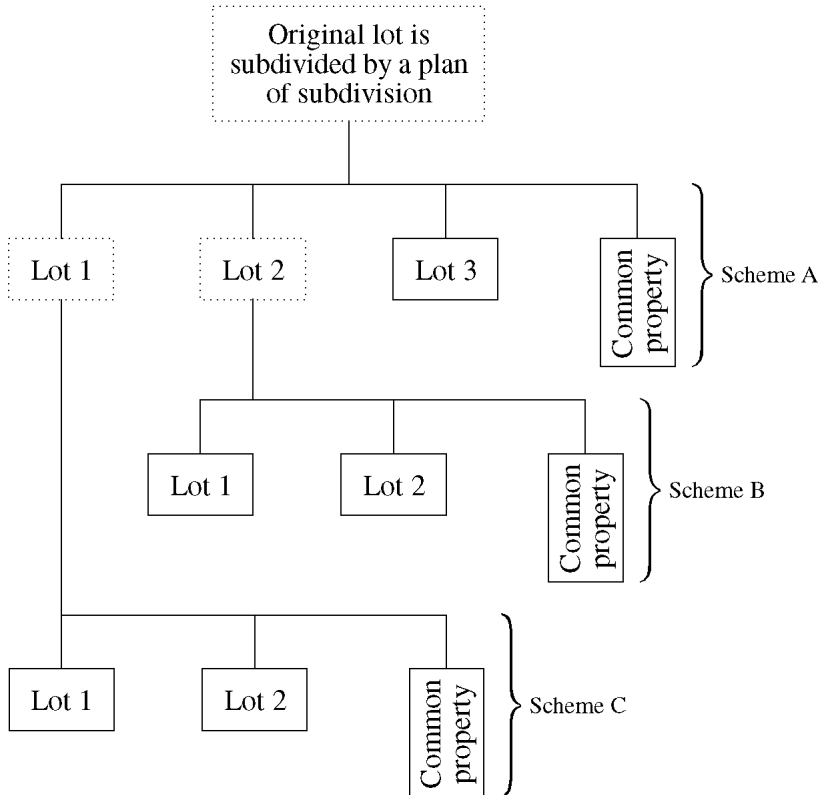 Original lot is
subdivided by a plan
of subdivision
Lot 1
Lot 2
Lot 3
Common
property
Scheme A
Lot 1
Lot 2
Common
property
Scheme B
Lot 1
Lot 2
Common
property
Scheme C